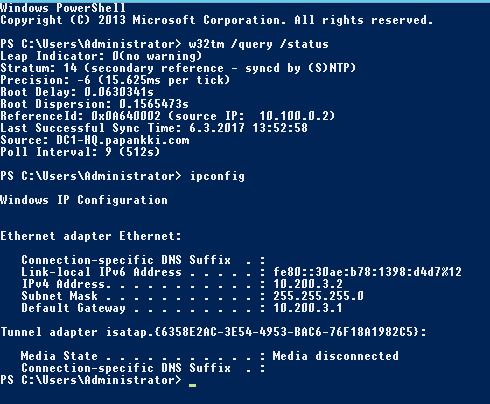 Windows PowerShell
Copyright (C) 2013 Microsoft Corporation. All rights reserved.
PS C:\Users\Administrator> w32tm /query /status
Leap Indicator: 0(no warning)
Stratum: 14 (secondary reference - syncd by (S)NTP)
Precision: -6 (15.625ms per tick)
Root Delay: 0.0630341s
Root Dispersion: 0.1565473s
ReferenceId: 0x0A640002 (source IP:  10.100.0.2)
Last Successful Sync Time: 6.3.2017 13:52:58
Source: DC1-HQ.papankki.com
Poll Interval: 9 (512s)
PS C:\Users\Administrator> ipconfig
Windows IP Configuration
Ethernet adapter Ethernet:
   Connection-specific DNS Suffix  . :
   Link-local IPv6 Address . . . . . : fe80::30ae:b78:1398:d4d7%12
   IPv4 Address. . . . . . . . . . . : 10.200.3.2
   Subnet Mask . . . . . . . . . . . : 255.255.255.0
   Default Gateway . . . . . . . . . : 10.200.3.1
Tunnel adapter isatap.{6358E2AC-3E54-4953-BAC6-76F18A1982C5}:
   Media State . . . . . . . . . . . : Media disconnected
   Connection-specific DNS Suffix  . :
PS C:\Users\Administrator> _